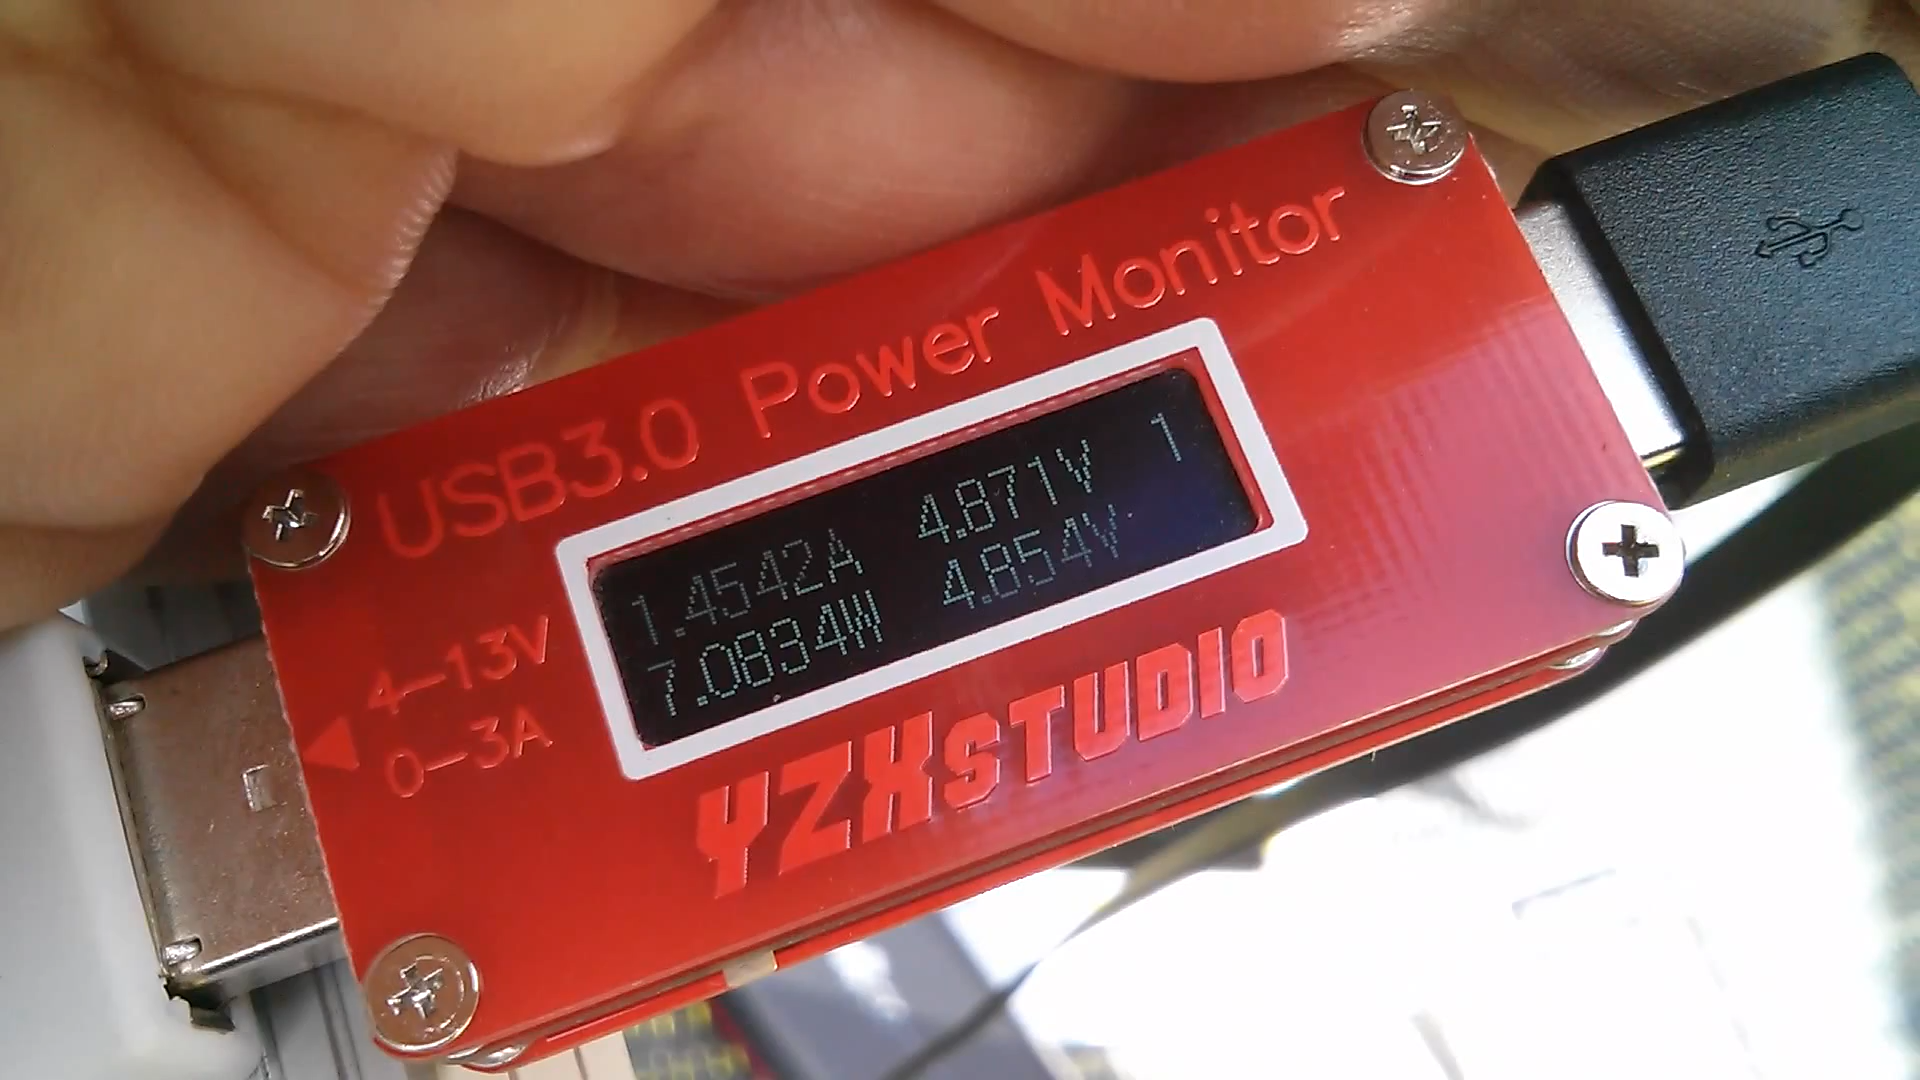 USB3.0 Power Monitor
1.4542A 4.871V 1
7.0834W 4.854V
4-13V
0-3A
YZXSTUDIO